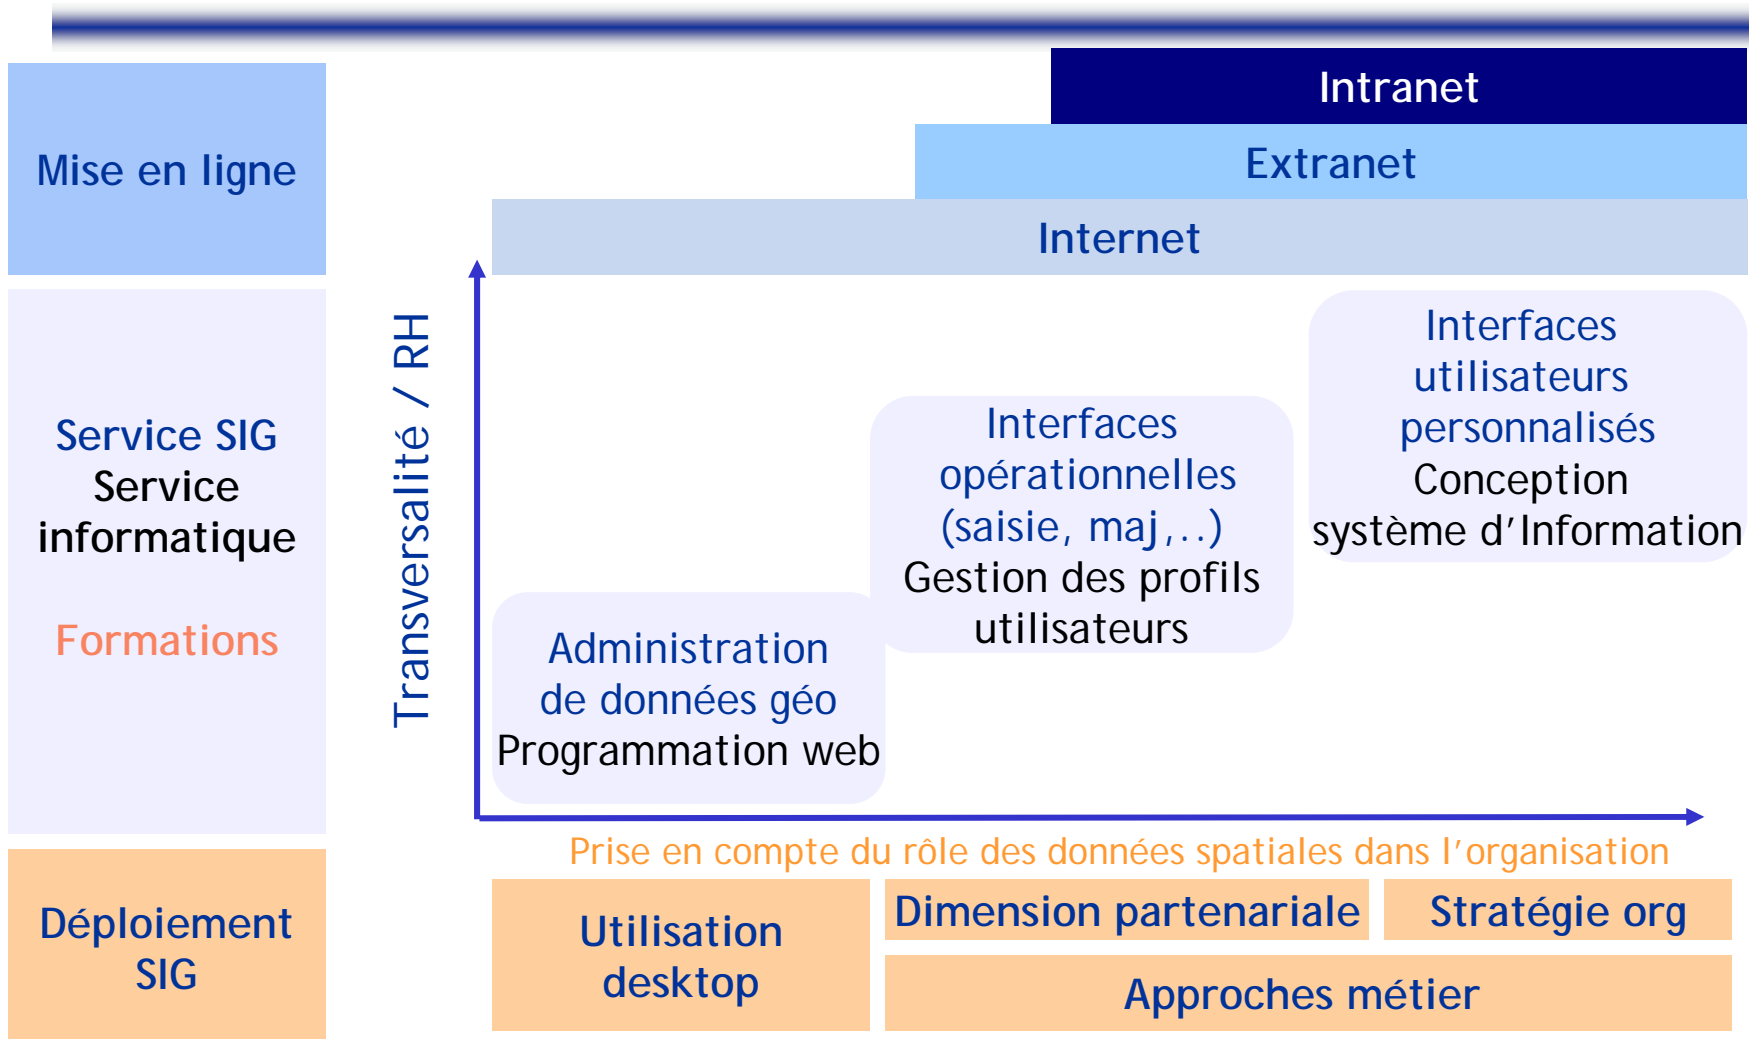 Intranet
Mise en ligne
Extranet
Internet
Service SIG
Service
informatique
Formations
Transversalité / RH
Interfaces
utilisateurs
personnalisés
Conception
système d'Information
Interfaces
opérationnelles
(saisie, maj,..)
Gestion des profils
utilisateurs
Administration
de données géo
Programmation web
Prise en compte du rôle des données spatiales dans l'organisation
Déploiement
SIG
Utilisation
desktop
Dimension partenariale
Stratégie org
Approches métier